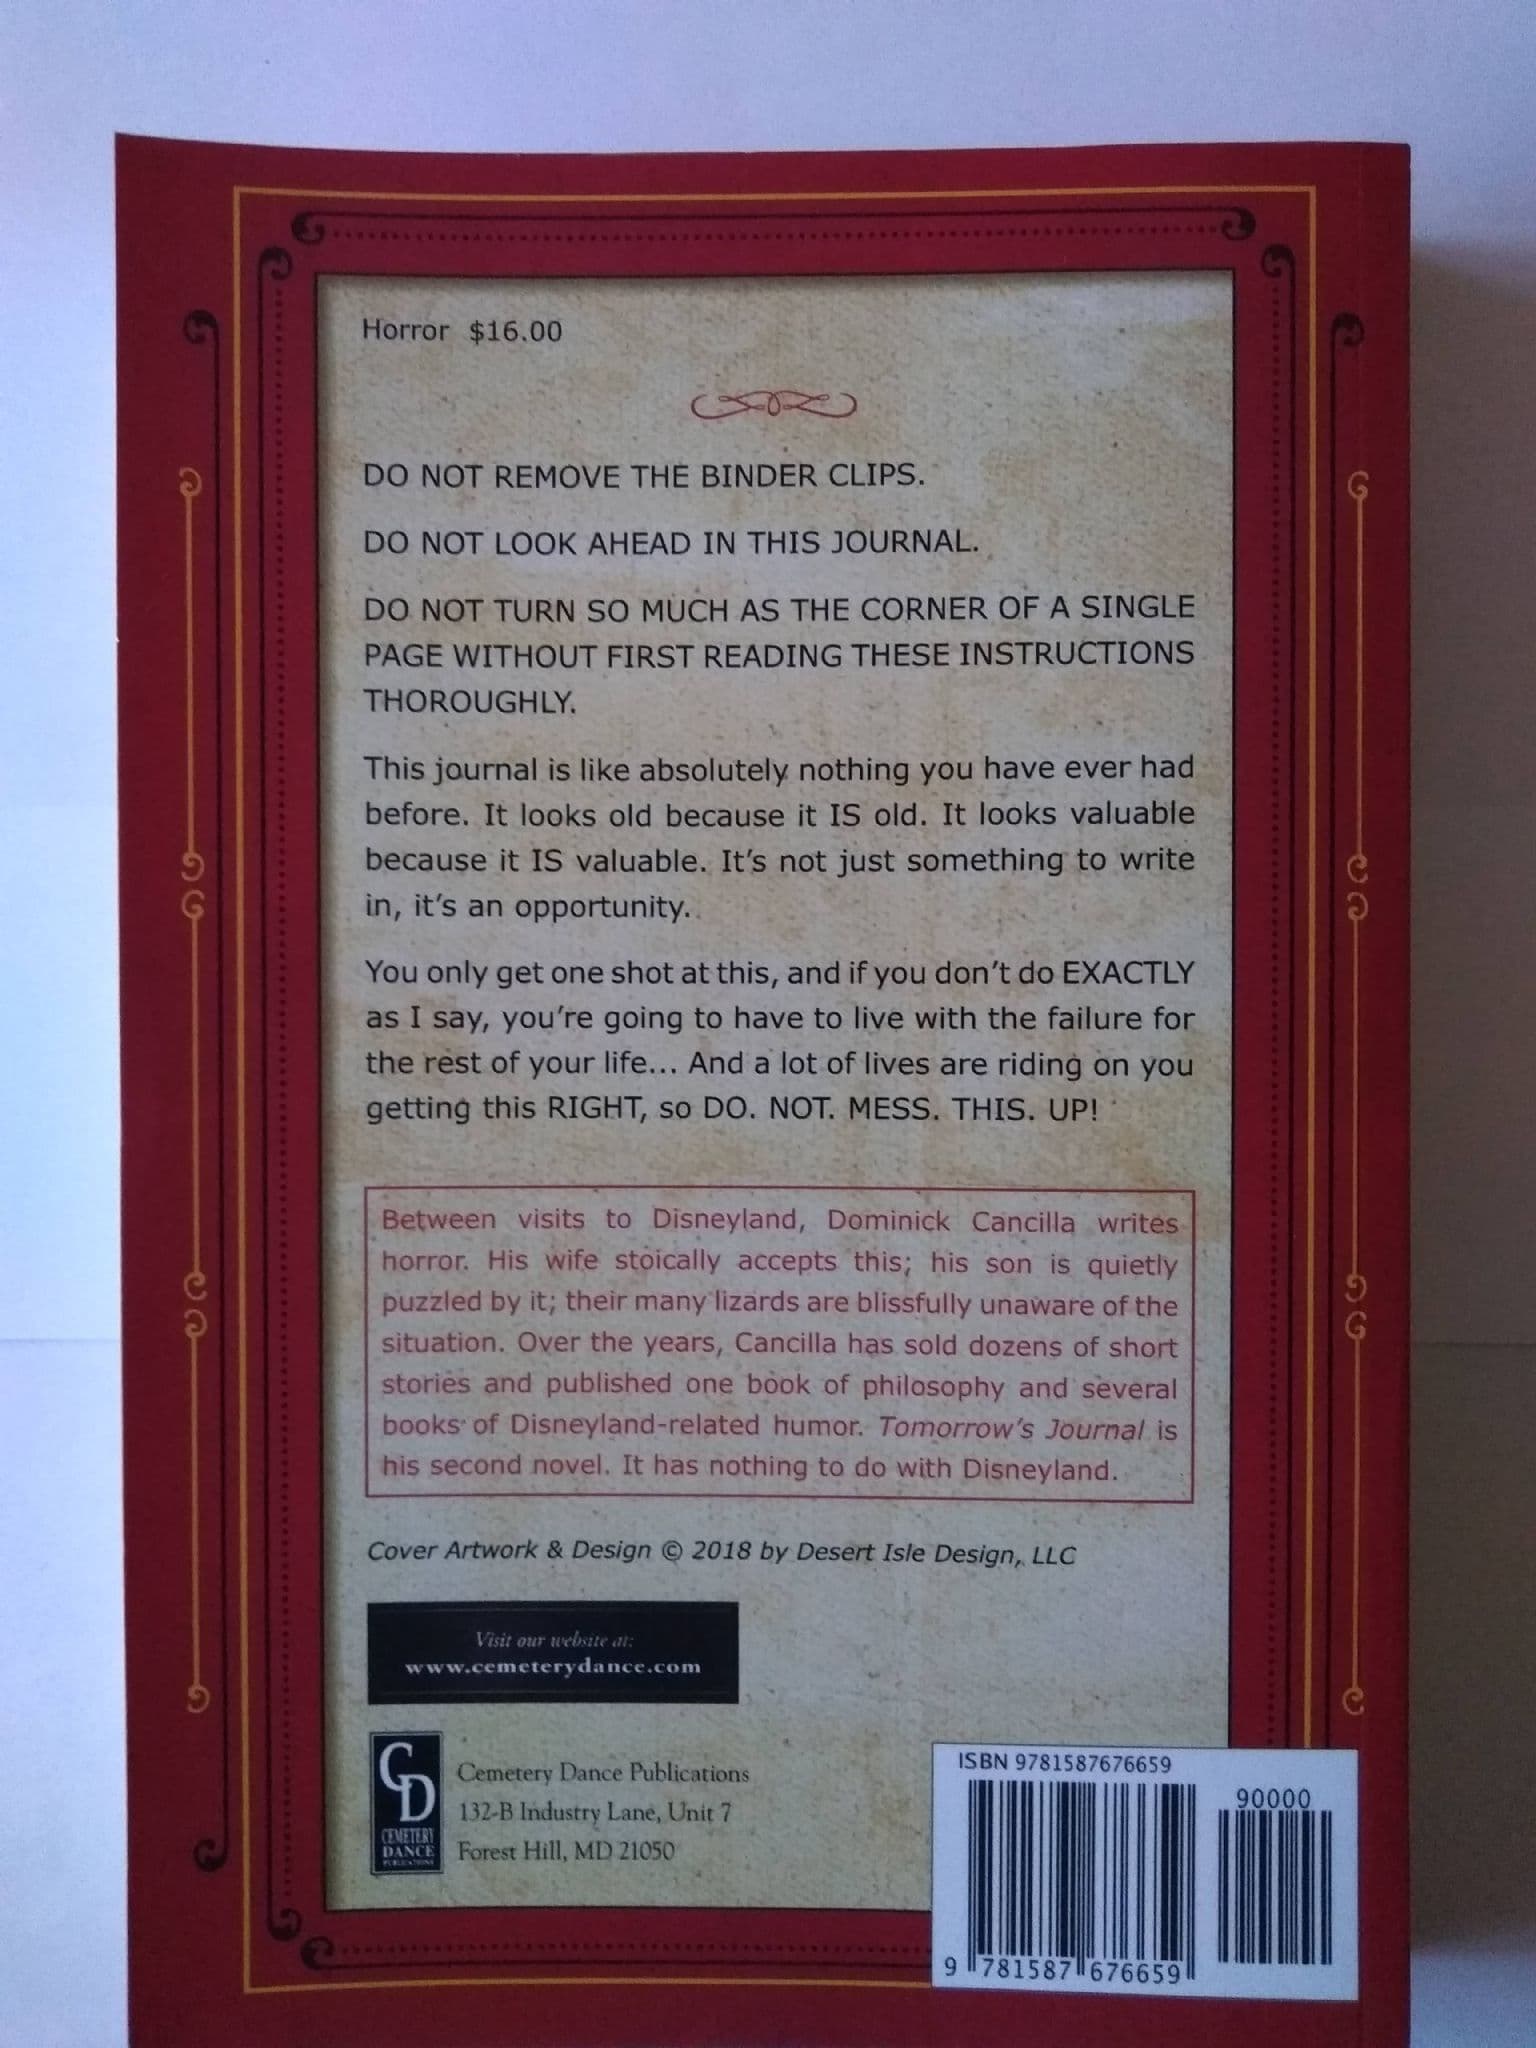 Horror $16.00
DO NOT REMOVE THE BINDER CLIPS.
DO NOT LOOK AHEAD IN THIS JOURNAL.
DO NOT TURN SO MUCH AS THE CORNER OF A SINGLE
PAGE WITHOUT FIRST READING THESE INSTRUCTIONS
THOROUGHLY.
This journal is like absolutely nothing you have ever had
before. It looks old because it IS old. It looks valuable
because it IS valuable. It’s not just something to write
in, it’s an opportunity.
You only get one shot at this, and if you don’t do EXACTLY
as I say, you’re going to have to live with the failure for
the rest of your life... And a lot of lives are riding on you
getting this RIGHT, so DO. NOT. MESS. THIS. UP!
Between visits to Disneyland, Dominick Cancilla writes
horror. His wife stoically accepts this; his son is quietly
puzzled by it; their many lizards are blissfully unaware of the
situation. Over the years, Cancilla has sold dozens of short
stories and published one book of philosophy and several
books of Disneyland-related humor. Tomorrow’s Journal is
his second novel. It has nothing to do with Disneyland.
Cover Artwork & Design © 2018 by Desert Isle Design, LLC
Visit our website at:
www.cemeterydance.com
CD
CEMETERY
DANCE
PUBLICATIONS
Cemetery Dance Publications
132-B Industry Lane, Unit 7
Forest Hill, MD 21050
ISBN 9781587676659
90000
9 781587 676659